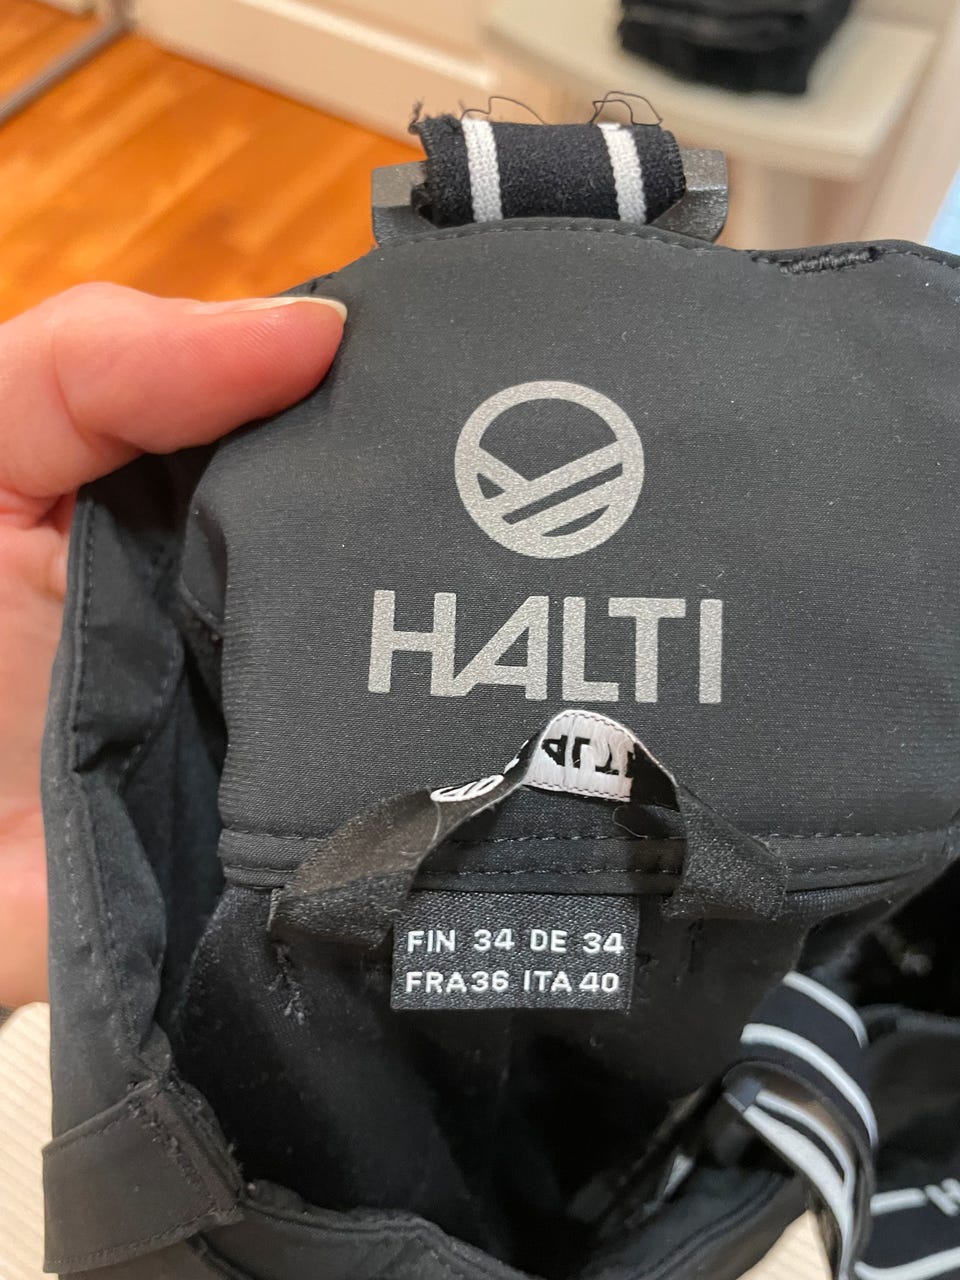 HALTI
FIN 34 DE 34
FRA36 ITA 40